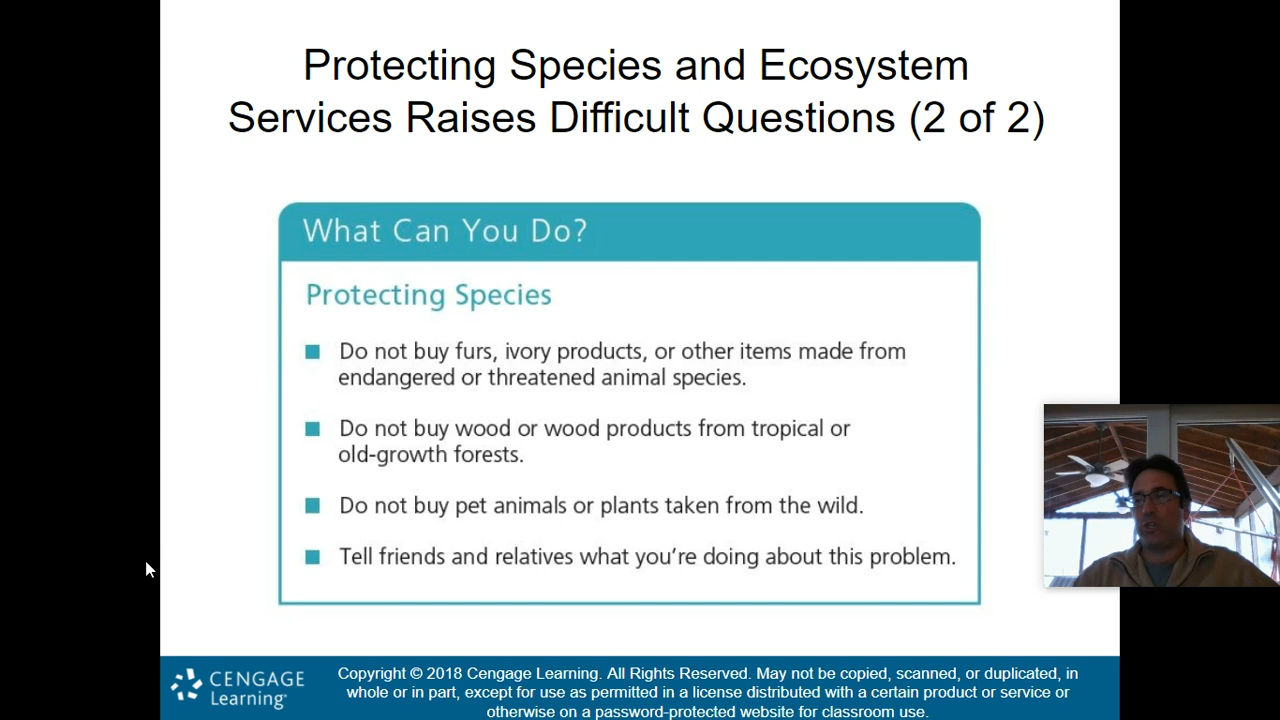 Protecting Species and Ecosystem
Services Raises Difficult Questions (2 of 2)
What Can You Do?
Protecting Species
Do not buy furs, ivory products, or other items made from
endangered or threatened animal species.
Do not buy wood or wood products from tropical or
old-growth forests.
Do not buy pet animals or plants taken from the wild.
Tell friends and relatives what you're doing about this problem.
CENGAGE
Learning™
Copyright © 2018 Cengage Learning. All Rights Reserved. May not be copied, scanned, or duplicated, in
whole or in part, except for use as permitted in a license distributed with a certain product or service or
otherwise on a password-protected website for classroom use.